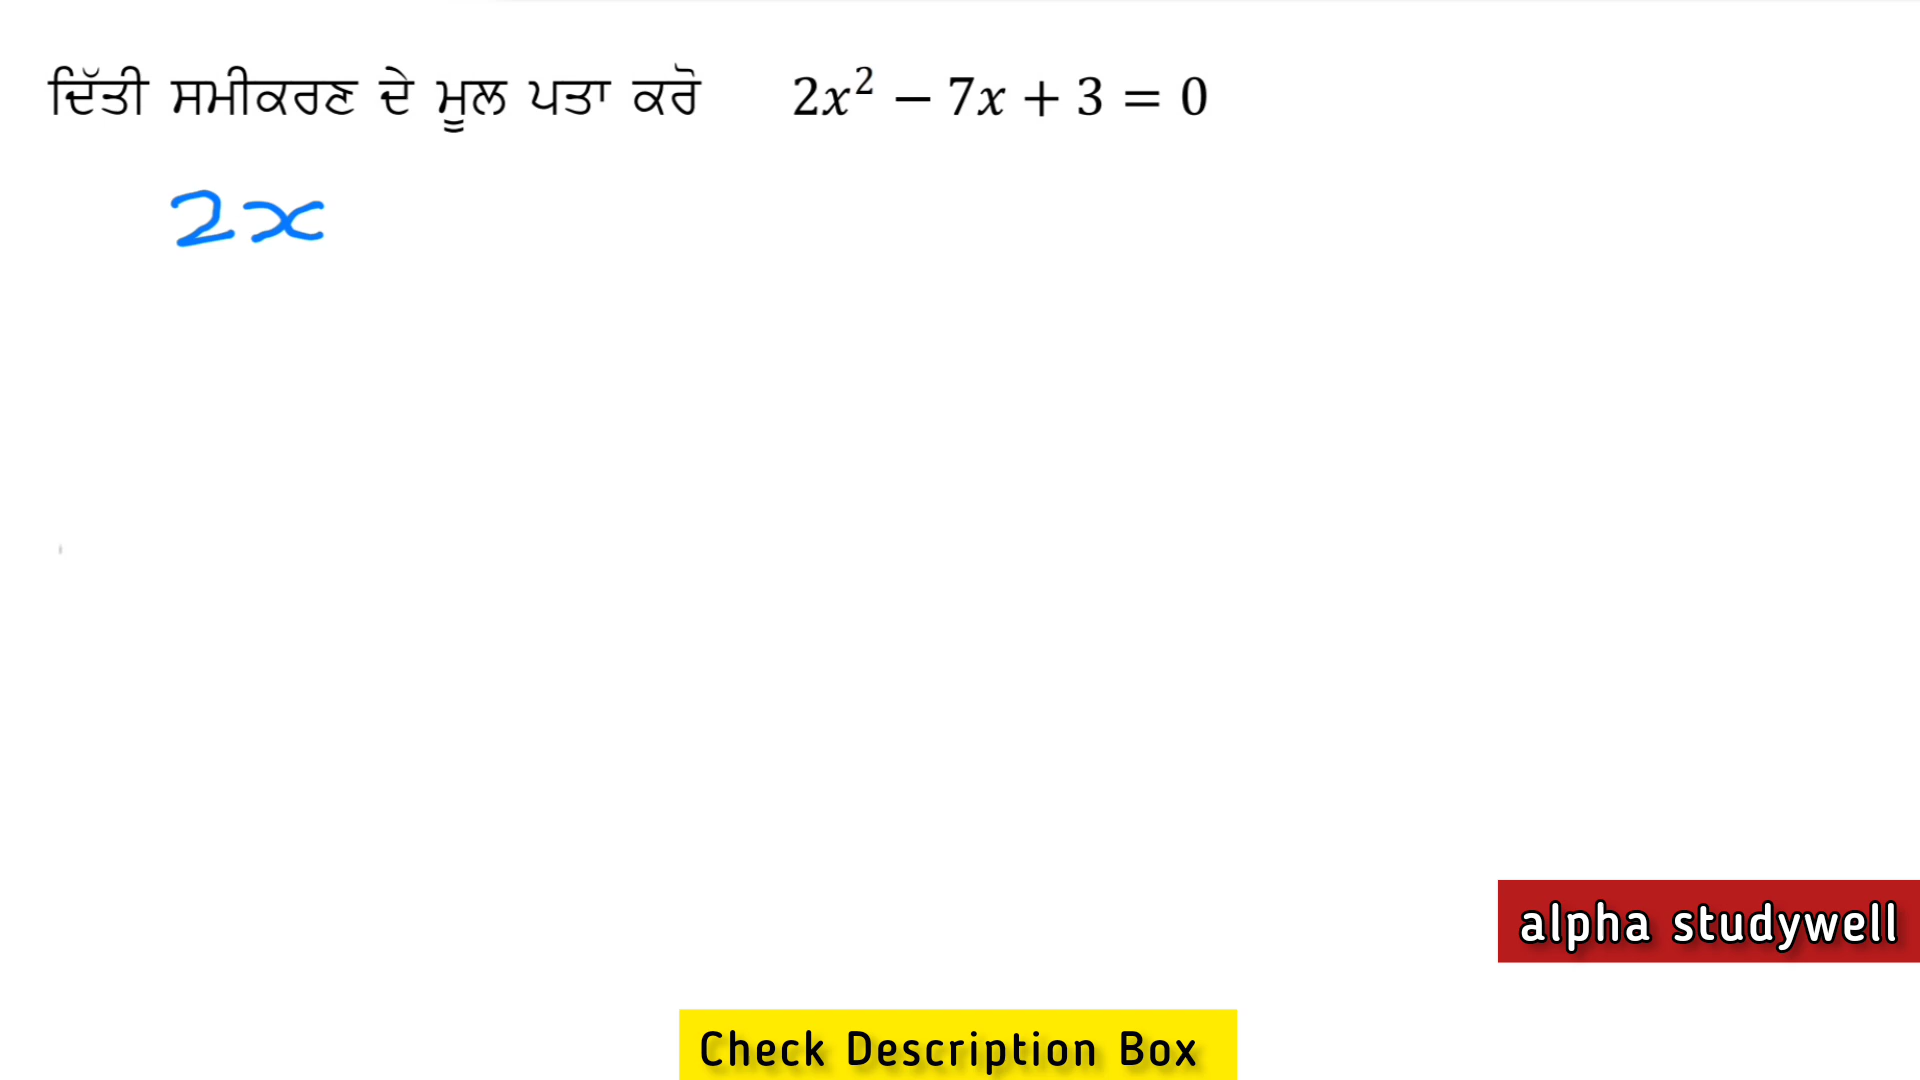 ਦਿੱਤੀ ਸਮੀਕਰਣ ਦੇ ਮੂਲ ਪਤਾ ਕਰੋ 2x² − 7x + 3 = 0
2x
alpha studywell
Check Description Box